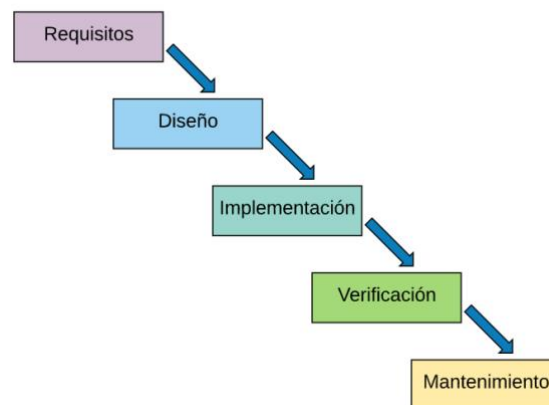 Requisitos
Diseño
Implementación
Verificación
Mantenimiento